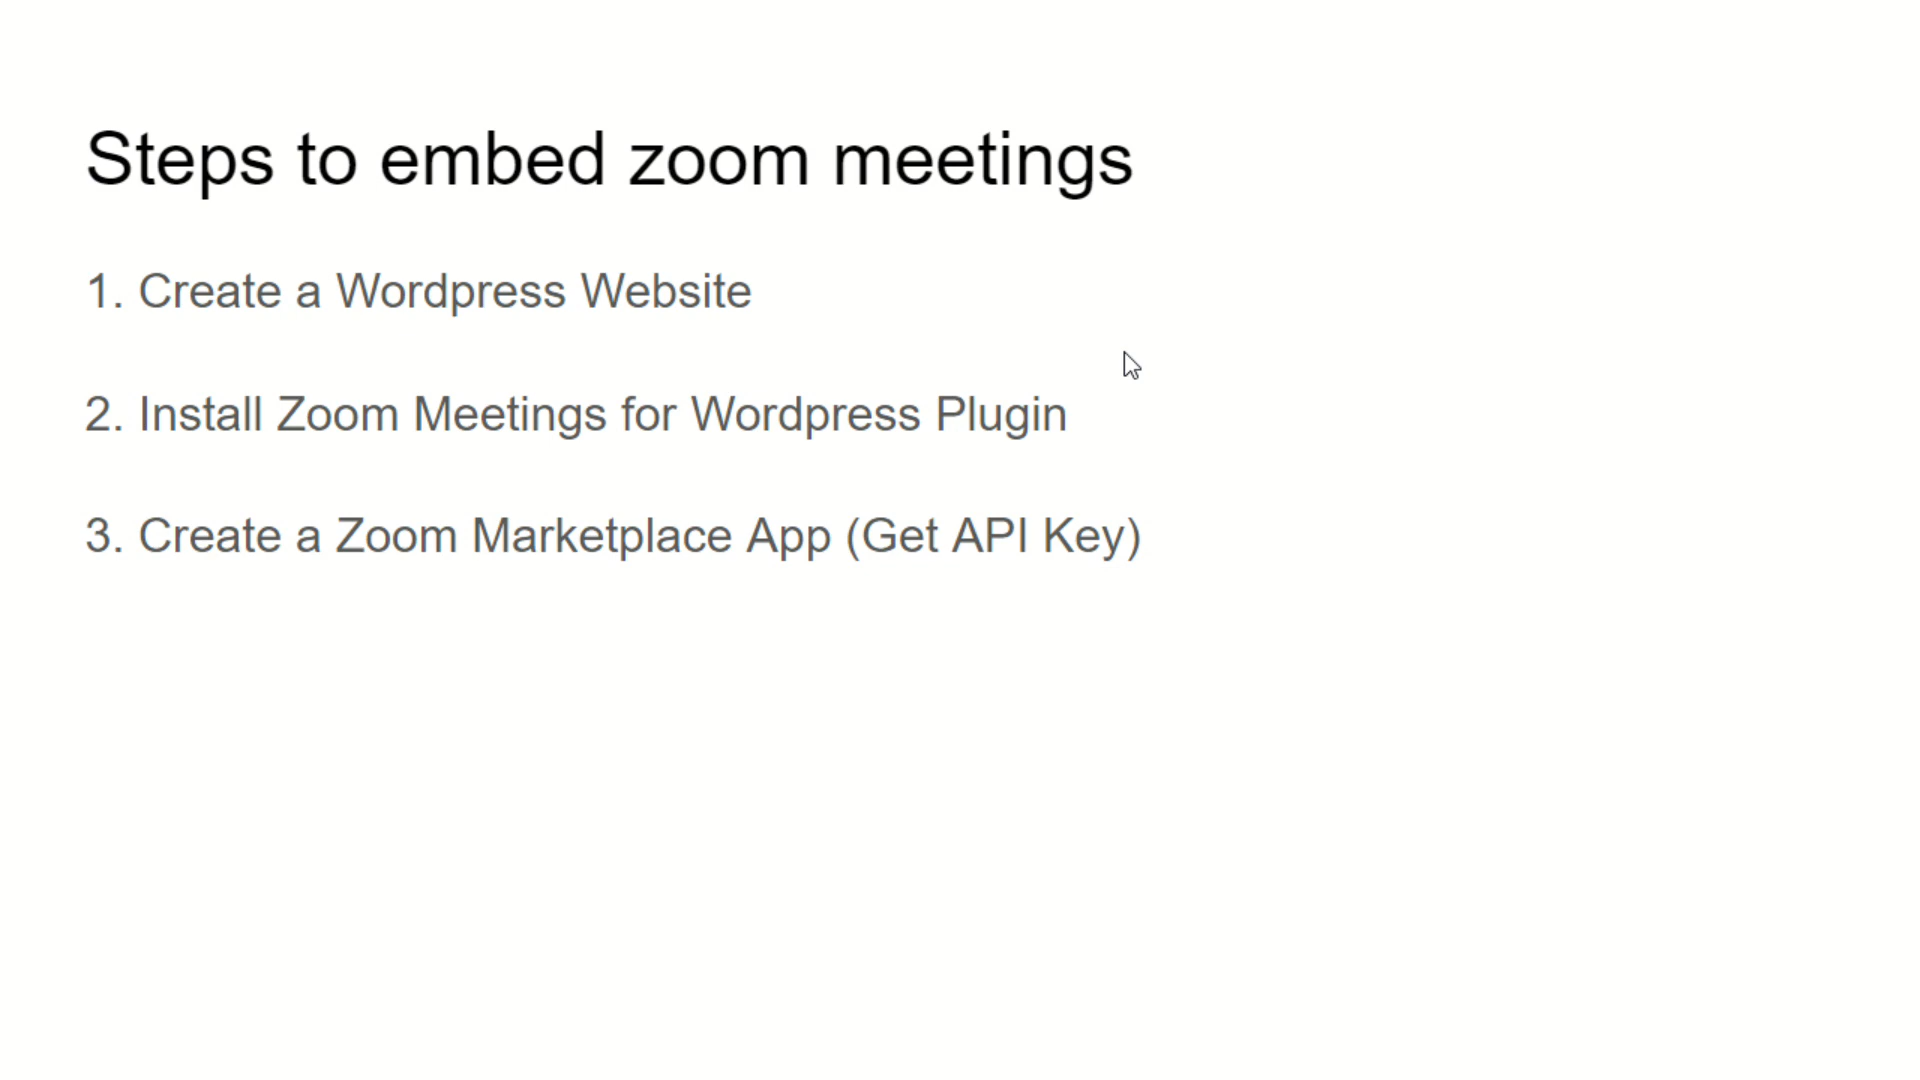 Steps to embed zoom meetings
1. Create a Wordpress Website
2. Install Zoom Meetings for Wordpress Plugin
3. Create a Zoom Marketplace App (Get API Key)